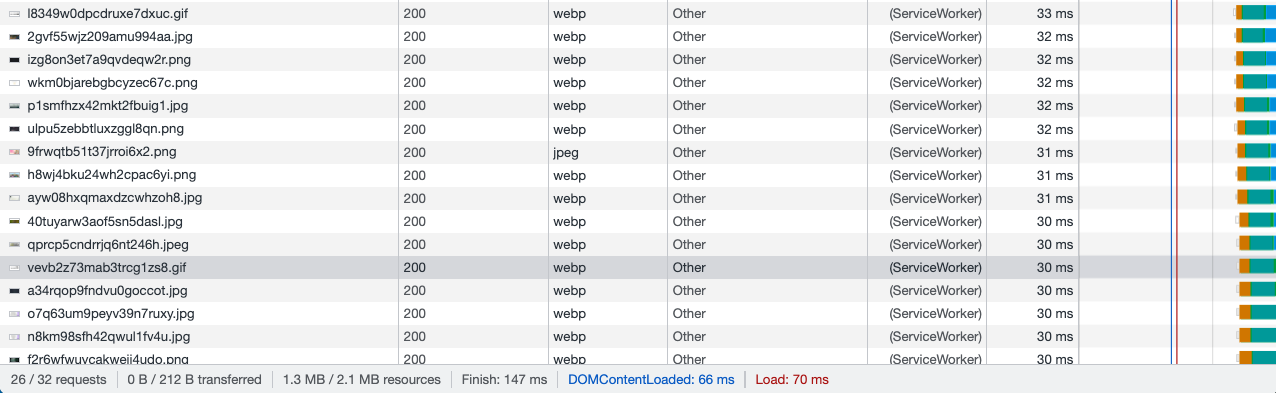 l8349w0dpcdruxe7dxuc.gif 200 webp Other (ServiceWorker) 33 ms
2gvf55wjz209amu994aa.jpg 200 webp Other (ServiceWorker) 32 ms
izg8on3et7a9qvdeqw2r.png 200 webp Other (ServiceWorker) 32 ms
wkm0bjarebgbcyzec67c.png 200 webp Other (ServiceWorker) 32 ms
p1smfhzx42mkt2fbuig1.jpg 200 webp Other (ServiceWorker) 32 ms
ulpu5zebbtluxzggl8qn.png 200 webp Other (ServiceWorker) 32 ms
9frwqtb51t37jrroi6x2.png 200 jpeg Other (ServiceWorker) 31 ms
h8wj4bku24wh2cpac6yi.png 200 webp Other (ServiceWorker) 31 ms
ayw08hxqmaxdzcwhzoh8.jpg 200 webp Other (ServiceWorker) 31 ms
40tuyarw3aof5sn5dasl.jpg 200 webp Other (ServiceWorker) 30 ms
qprcp5cndrrjq6nt246h.jpeg 200 webp Other (ServiceWorker) 30 ms
vevb2z73mab3trcg1zs8.gif 200 webp Other (ServiceWorker) 30 ms
a34rqop9fndvu0goccot.jpg 200 webp Other (ServiceWorker) 30 ms
o7q63um9peyv39n7ruxy.jpg 200 webp Other (ServiceWorker) 30 ms
n8km98sfh42qwul1fv4u.jpg 200 webp Other (ServiceWorker) 30 ms
200 webp Other (ServiceWorker) 30 ms
26 / 32 requests 0 B / 212 B transferred 1.3 MB / 2.1 MB resources Finish: 147 ms DOMContentLoaded: 66 ms Load: 70 ms